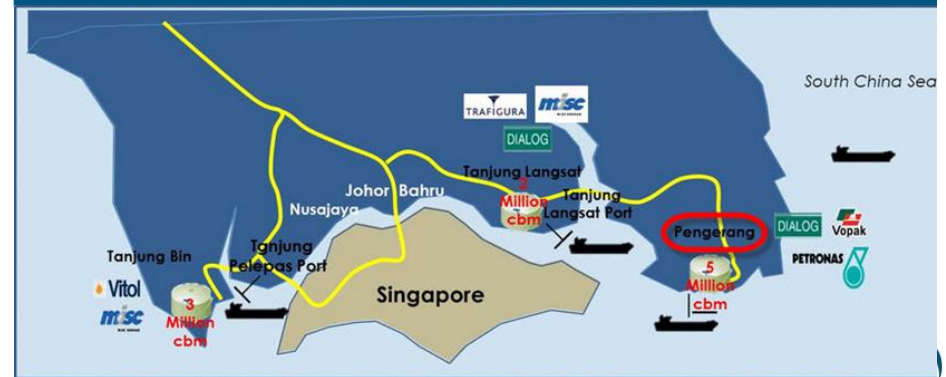 South China Sea
TRAFIGURA
misc
DIALOG
Tanjung Langsat
2
Million
cbm
Tanjung
Langsat Port
Johor Bahru
Nusajaya
Pengerang
DIALOG
Vopak
PETRONAS
5
Million
cbm
Tanjung Bin
Tgnjung
Pelepas Port
Singapore
Vitol
misc
3
Million
cbm